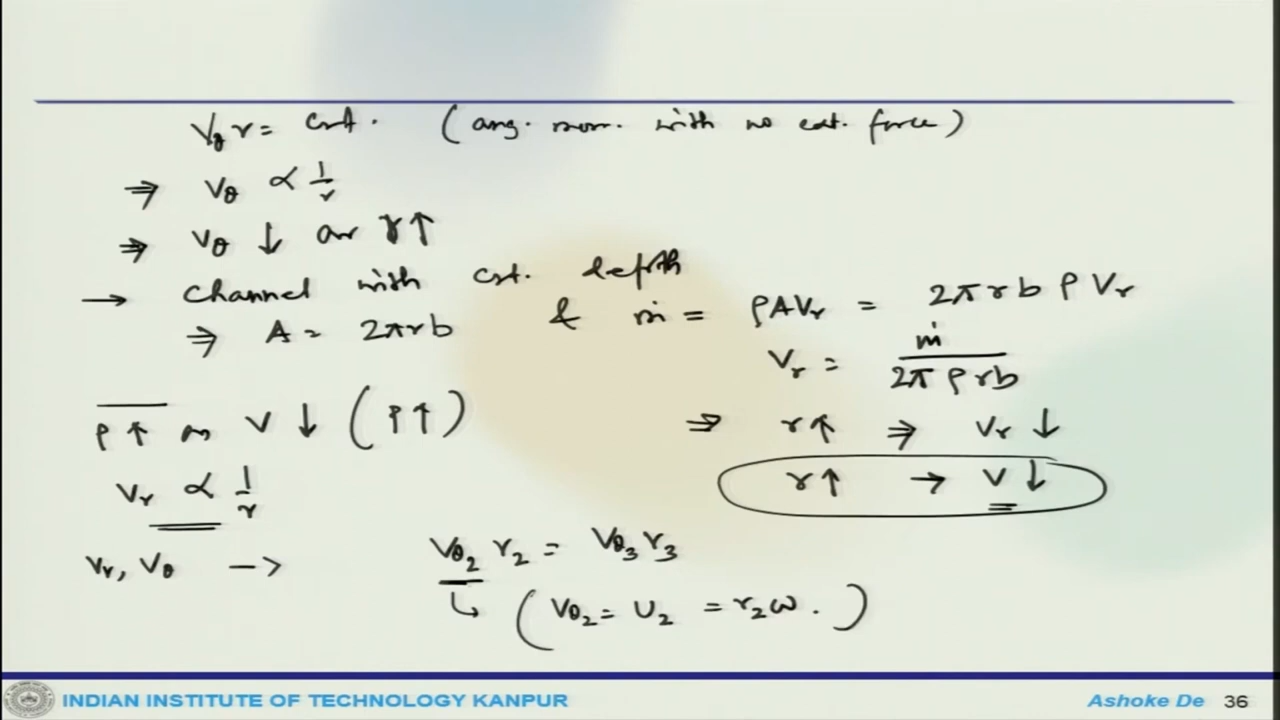 Vθ r = cnst. (ang. mom. with no ext. force)
⇒ Vθ ∝ 1/r
⇒ Vθ ↓ as r ↑
→ Channel with cst. depth
⇒ A = 2πrb & ṁ = ρAVr = 2πrbρVr
Vr = ṁ / 2πρrb
ρ↑ as V ↓ (P↑)
⇒ r↑ ⇒ Vr ↓
r↑ → V ↓
Vr ∝ 1/r
Vr, Vθ →
Vθ2 r2 = Vθ3 r3
↳ (Vθ2 = U2 = r2ω.)
INDIAN INSTITUTE OF TECHNOLOGY KANPUR
Ashoke De 36